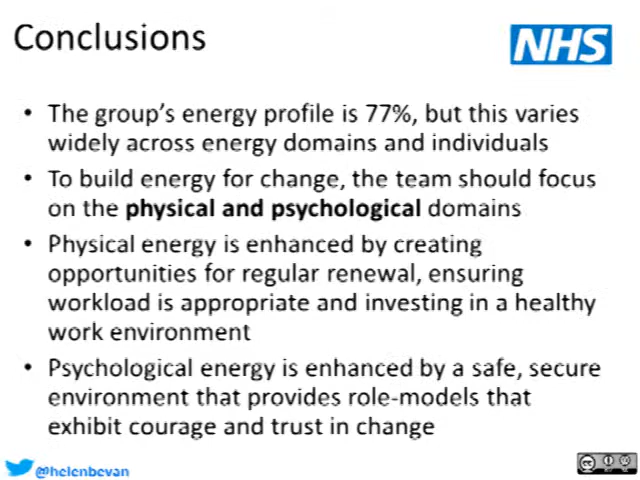 Conclusions
NHS
• The group's energy profile is 77%, but this varies
widely across energy domains and individuals
• To build energy for change, the team should focus
on the physical and psychological domains
• Physical energy is enhanced by creating
opportunities for regular renewal, ensuring
workload is appropriate and investing in a healthy
work environment
• Psychological energy is enhanced by a safe, secure
environment that provides role-models that
exhibit courage and trust in change
@helenbevan